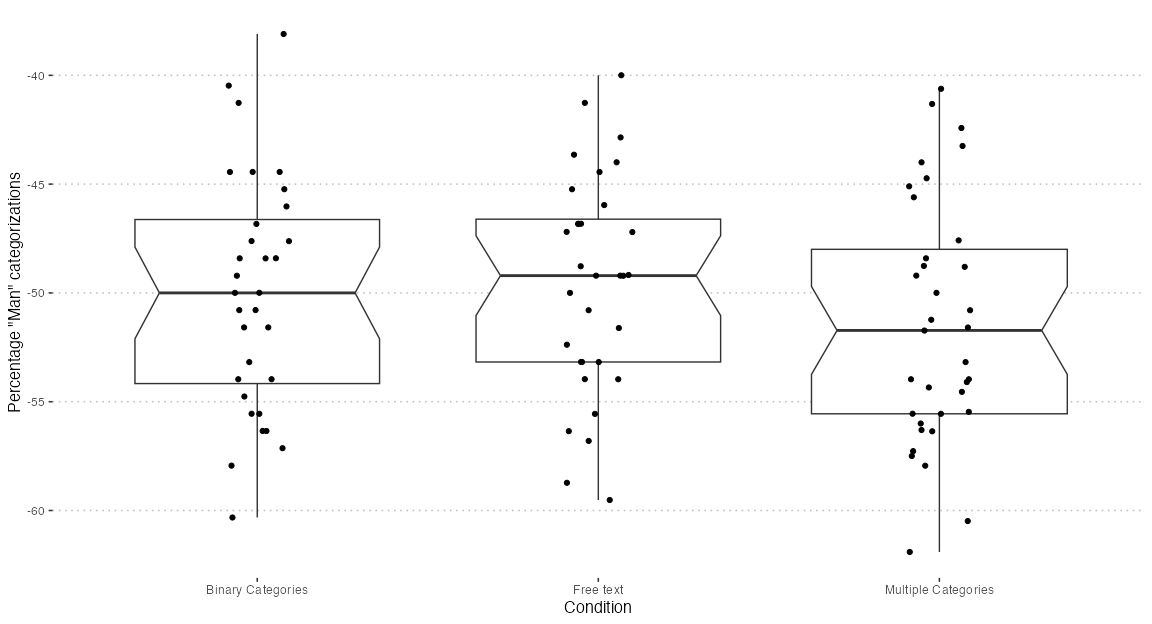 Percentage "Man" categorizations
-40
-45
-50
-55
-60
Binary Categories
Free text
Multiple Categories
Condition